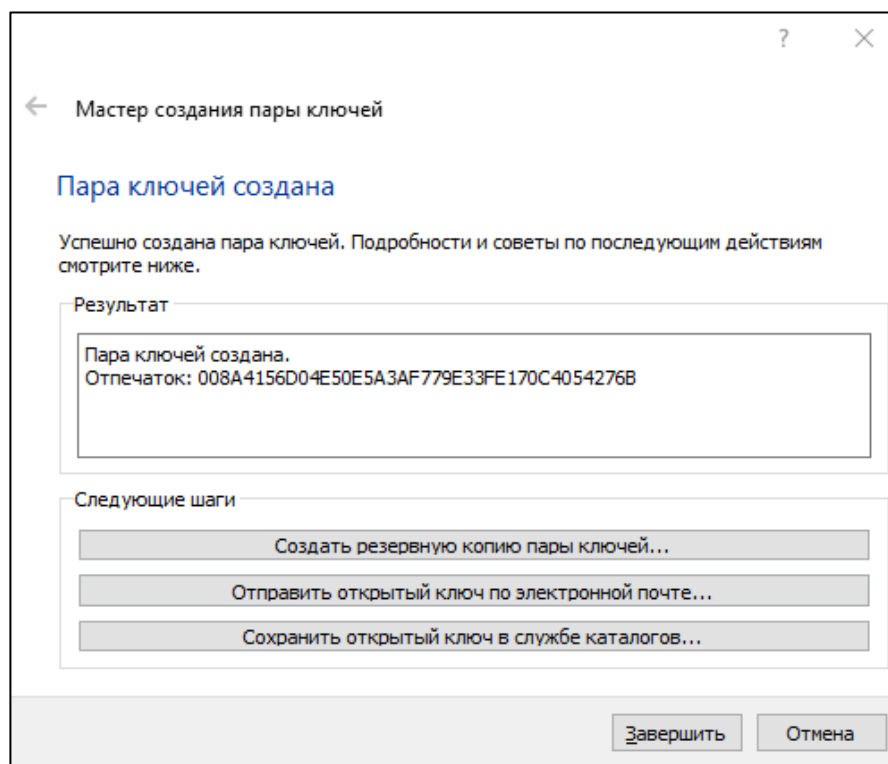 ?
Мастер создания пары ключей
Пара ключей создана
Успешно создана пара ключей. Подробности и советы по последующим действиям
смотрите ниже.
Результат
Пара ключей создана.
Отпечаток: 008A4156D04E50E5A3AF779E33FE170C4054276B
Следующие шаги
Создать резервную копию пары ключей...
Отправить открытый ключ по электронной почте...
Сохранить открытый ключ в службе каталогов...
Завершить Отмена